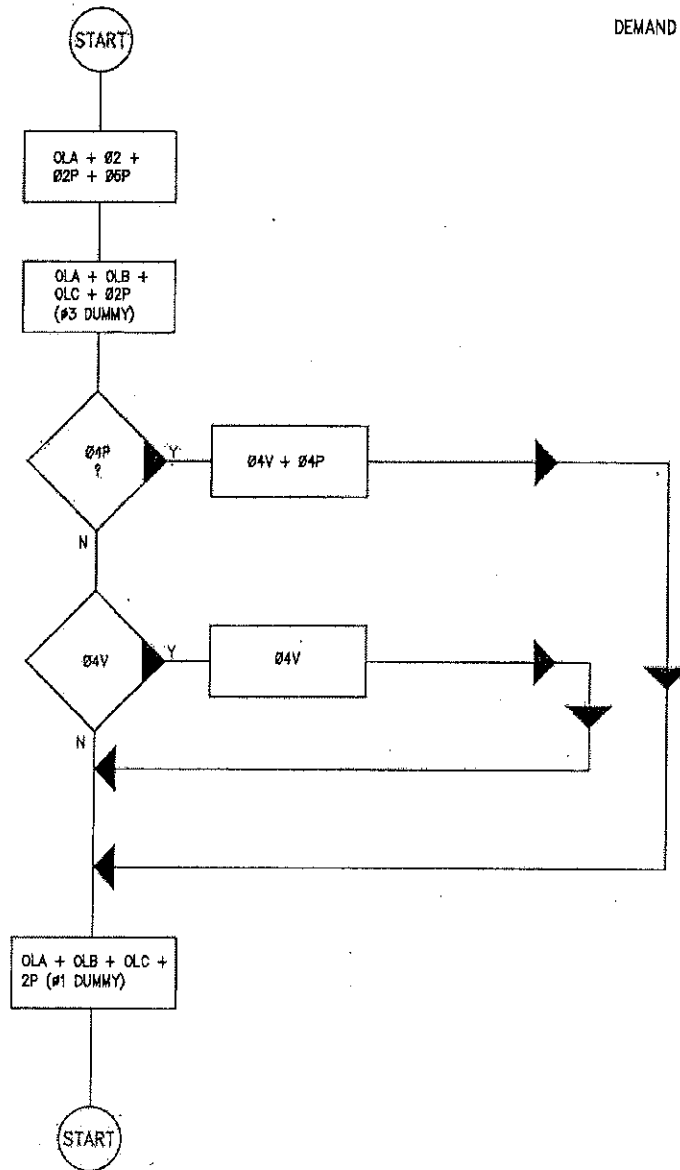 START
DEMAND
OLA + Ø2 +
Ø2P + Ø5P
OLA + OLB +
OLC + Ø2P
(ø3 DUMMY)
Ø4P
?
Y
Ø4V + Ø4P
N
Ø4V
Y
Ø4V
N
OLA + OLB + OLC +
2P (ø1 DUMMY)
START